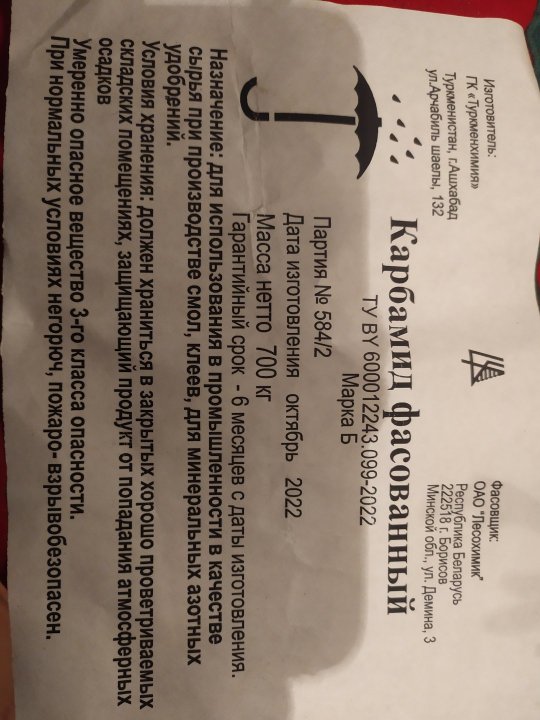 Изготовитель:
ГК «Туркменхимия»
Туркменистан, г.Ашхабад
ул.Арчабиль шаелы, 132
Фасовщик:
ОАО "Лесохимик"
Республика Беларусь
222518 г. Борисов
Минской обл., ул. Демина, 3
Карбамид фасованный
ТУ BY 600012243.099-2022
Марка Б
Партия № 584/2
Дата изготовления октябрь 2022
Масса нетто 700 кг
Гарантийный срок - 6 месяцев с даты изготовления.
Назначение: для использования в промышленности в качестве
сырья при производстве смол, клеев, для минеральных азотных
удобрений.
Условия хранения: должен храниться в закрытых хорошо проветриваемых
складских помещениях, защищающий продукт от попадания атмосферных
осадков
Умеренно опасное вещество 3-го класса опасности.
При нормальных условиях негорюч, пожаро- взрывобезопасен.